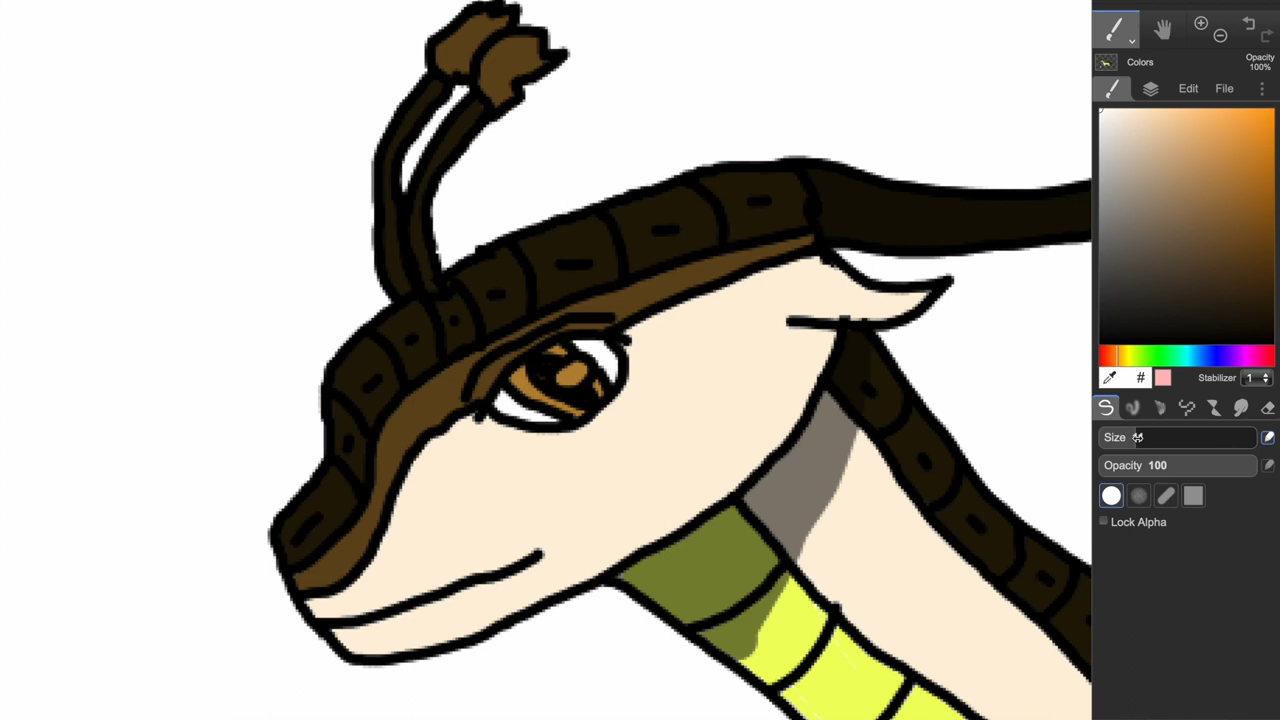 Colors
Opacity
100%
Edit File
#
Stabilizer 1
Size
Opacity 100
Lock Alpha